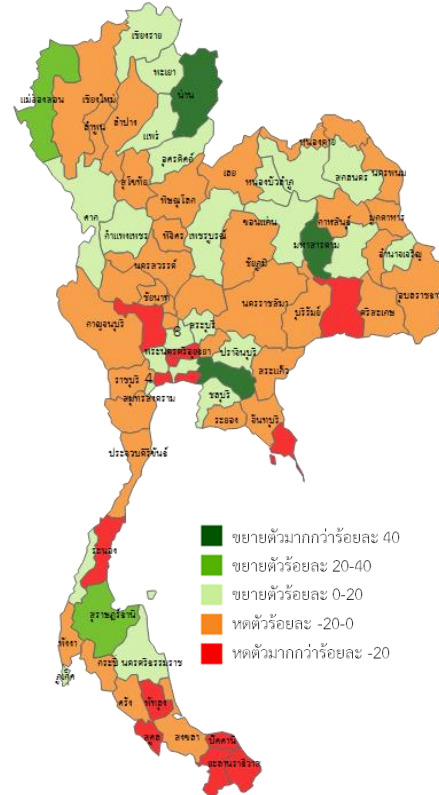 เชียงราย
พะเยา
น่าน
แม่ฮ่องสอน
เชียงใหม่
ลำปาง
ลำพูน
แพร่
อุตรดิตถ์
สุโขทัย
ตาก
พิษณุโลก
เลย
หนองบัวลำภู
หนองคาย
สกลนคร
นครพนม
กำแพงเพชร
พิจิตร
เพชรบูรณ์
ขอนแก่น
กาฬสินธุ์
มุกดาหาร
มหาสารคาม
ชัยภูมิ
อำนาจเจริญ
นครสวรรค์
ชัยนาท
นครราชสีมา
บุรีรัมย์
ศรีสะเกษ
อุบลราชธานี
กาญจนบุรี
6
สระบุรี
พระนครศรีอยุธยา
ปราจีนบุรี
สระแก้ว
ราชบุรี
4
สมุทรสงคราม
ชลบุรี
ระยอง
จันทบุรี
ประจวบคีรีขันธ์
ระนอง
สุราษฎร์ธานี
พังงา
ภูเก็ต
กระบี่
นครศรีธรรมราช
ตรัง
พัทลุง
สตูล
สงขลา
ปัตตานี
ยะลา
นราธิวาส
ขยายตัวมากกว่าร้อยละ 40
ขยายตัวร้อยละ 20-40
ขยายตัวร้อยละ 0-20
หดตัวร้อยละ -20-0
หดตัวมากกว่าร้อยละ -20